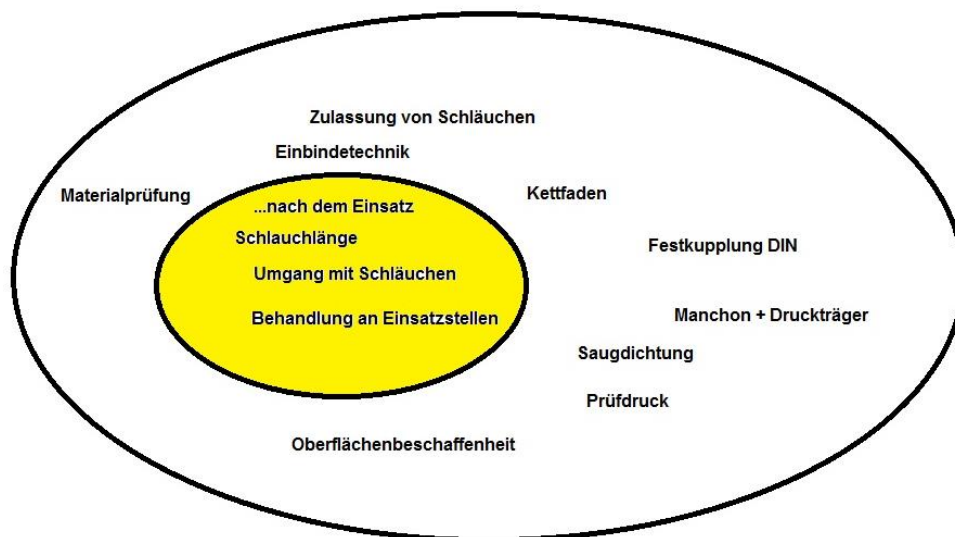 Zulassung von Schläuchen
Einbindetechnik
Materialprüfung
Kettfaden
...nach dem Einsatz
Schlauchlänge
Festkupplung DIN
Umgang mit Schläuchen
Manchon + Druckträger
Behandlung an Einsatzstellen
Saugdichtung
Prüfdruck
Oberflächenbeschaffenheit